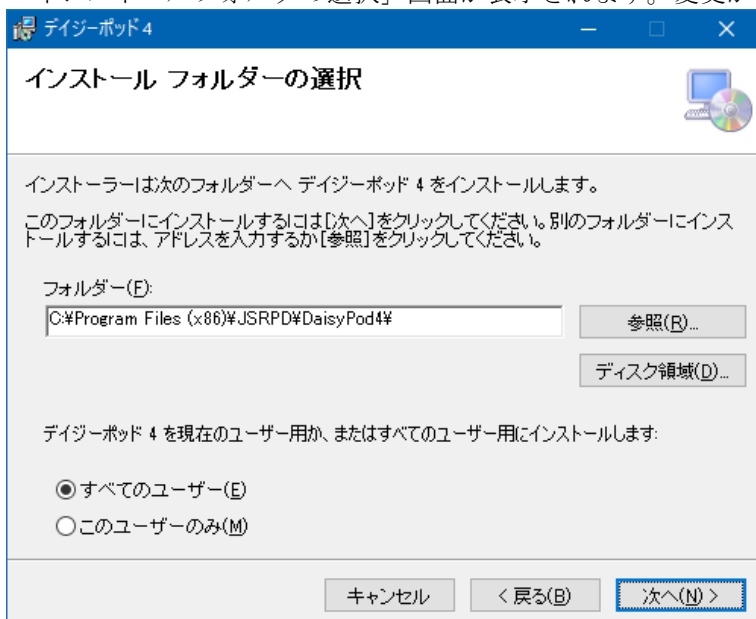 デイジーポッド 4
インストール フォルダーの選択
インストーラーは次のフォルダーへ デイジーポッド 4 をインストールします。
このフォルダーにインストールするには[次へ]をクリックしてください。別のフォルダーにインス
トールするには、アドレスを入力するか[参照]をクリックしてください。
フォルダー(F):
C:¥Program Files (x86)¥JSRPD¥DaisyPod4¥
参照(R)...
ディスク領域(D)...
デイジーポッド 4 を現在のユーザー用か、またはすべてのユーザー用にインストールします:
すべてのユーザー(E)
このユーザーのみ(M)
キャンセル
< 戻る(B)
次へ(N) >